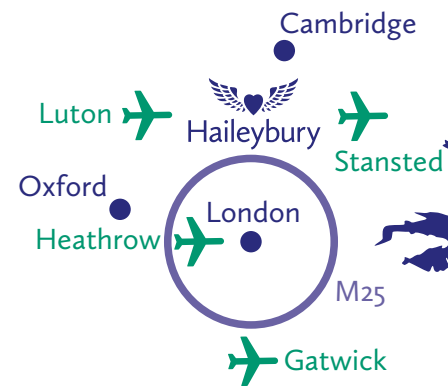 Cambridge
Luton
Haileybury
Stansted
Oxford
London
Heathrow
M25
Gatwick